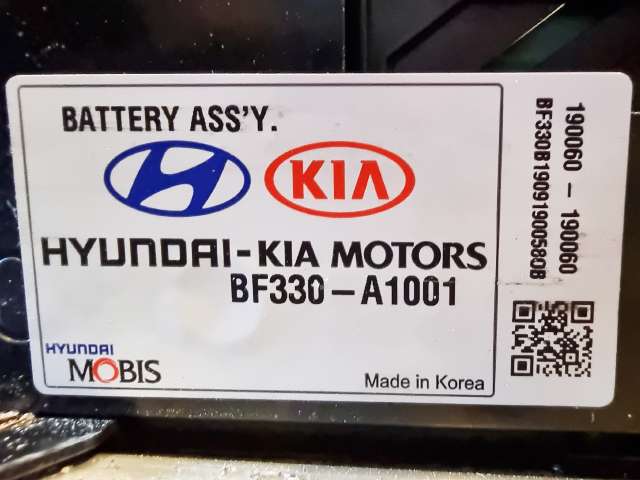 BATTERY ASS'Y.
KIA
HYUNDAI-KIA MOTORS
BF330-A1001
HYUNDAI
MOBIS
Made in Korea
190060 - 190060
BF330B190919005808